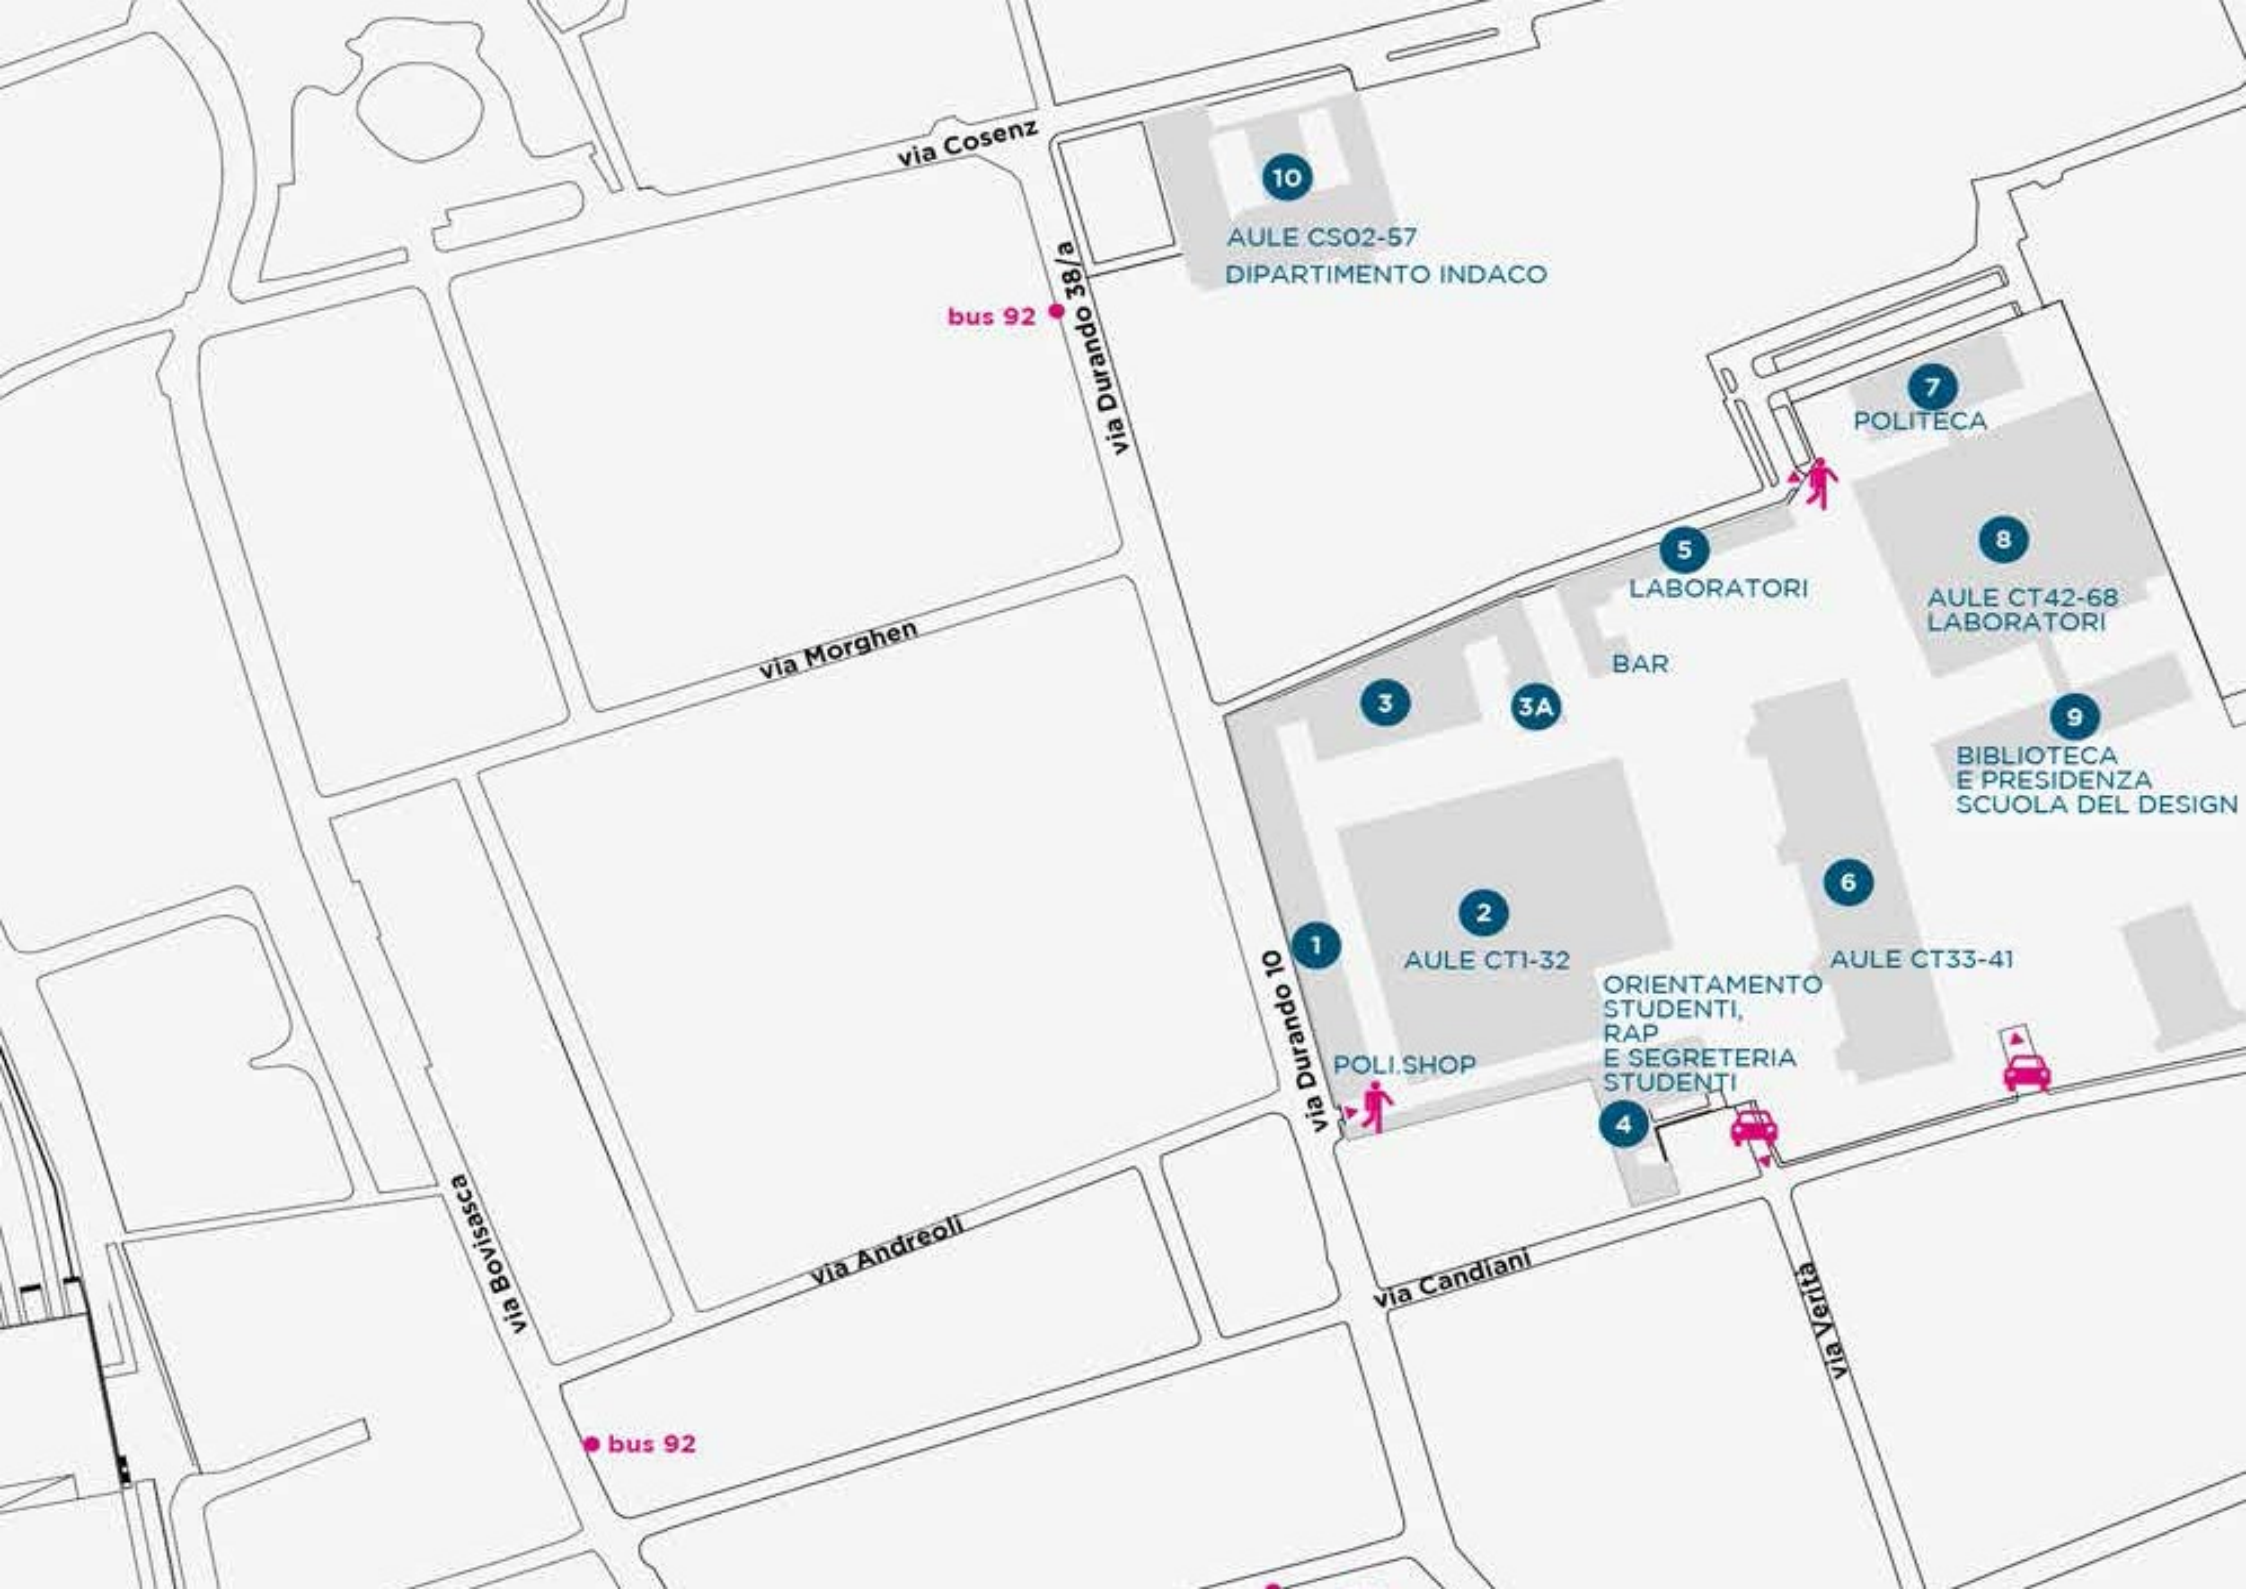 via Cosenz
10
AULE CS02-57
DIPARTIMENTO INDACO
via Durando 38/a
bus 92
7
POLITECA
5
LABORATORI
8
AULE CT42-68
LABORATORI
via Morghen
BAR
3
3A
9
BIBLIOTECA
E PRESIDENZA
SCUOLA DEL DESIGN
6
AULE CT33-41
2
AULE CT1-32
1
via Durando 10
ORIENTAMENTO
STUDENTI,
RAP
E SEGRETERIA
STUDENTI
4
POLI.SHOP
via Bovisasca
via Andreoli
via Candiani
via Verità
bus 92